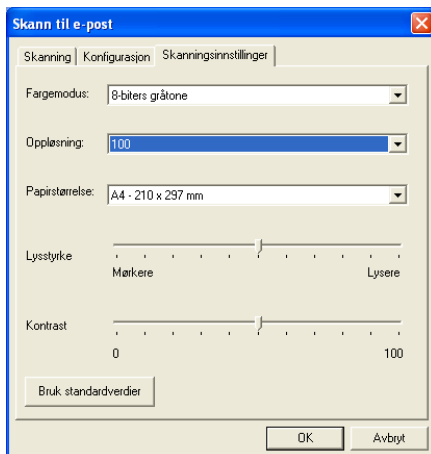 Skann til e-post
Skanning Konfigurasjon Skanningsinnstillinger
Fargemodus: 8-biters gråtone
Oppløsning: 100
Papirstørrelse: A4 - 210 x 297 mm
Lysstyrke
Mørkere Lysere
Kontrast
0 100
Bruk standardverdier
OK Avbryt